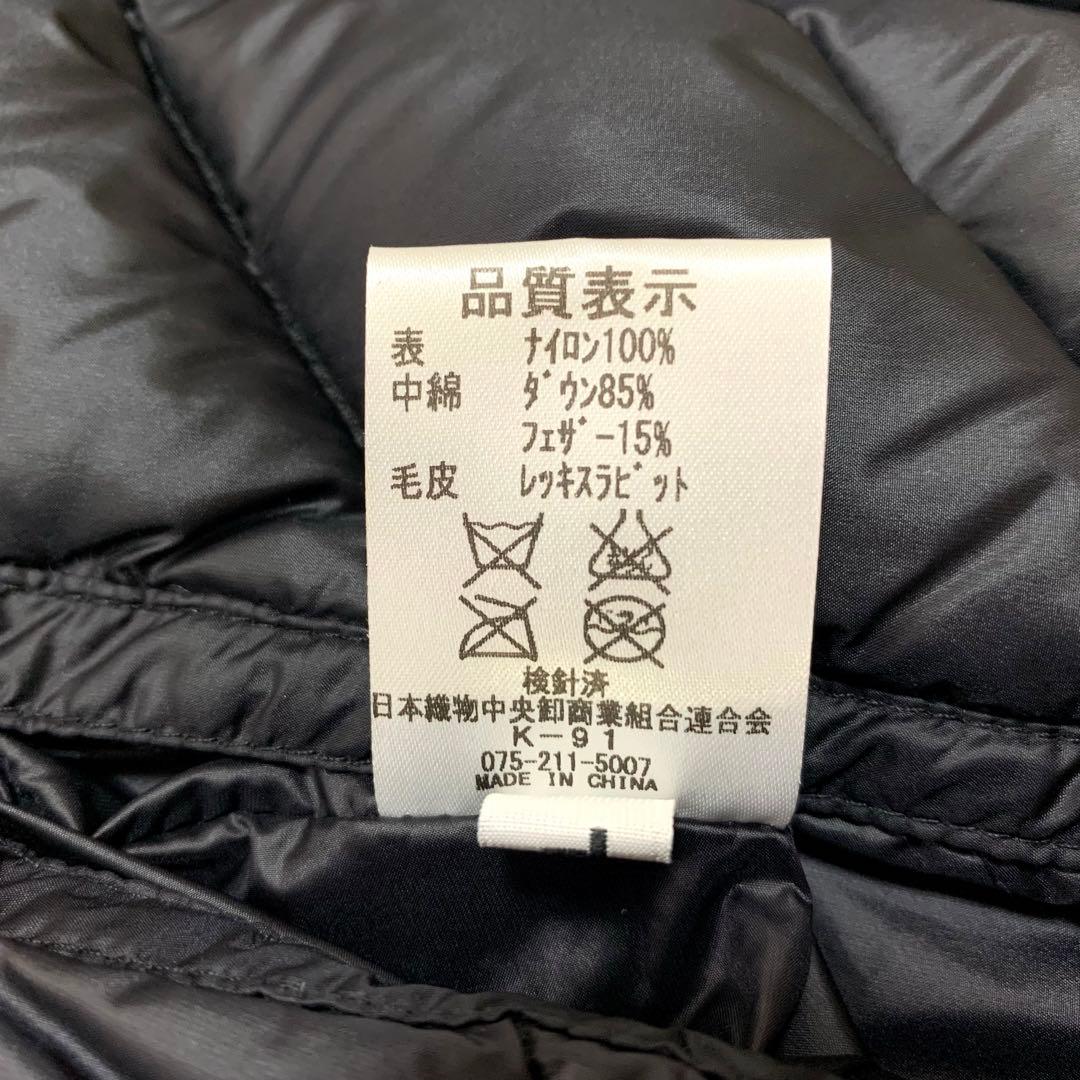 品質表示
表 ナイロン100%
中綿 ダウン85%
フェザー15%
毛皮 レッキスラビット
検針済
日本織物中央卸商業組合連合会
K-91
075-211-5007
MADE IN CHINA